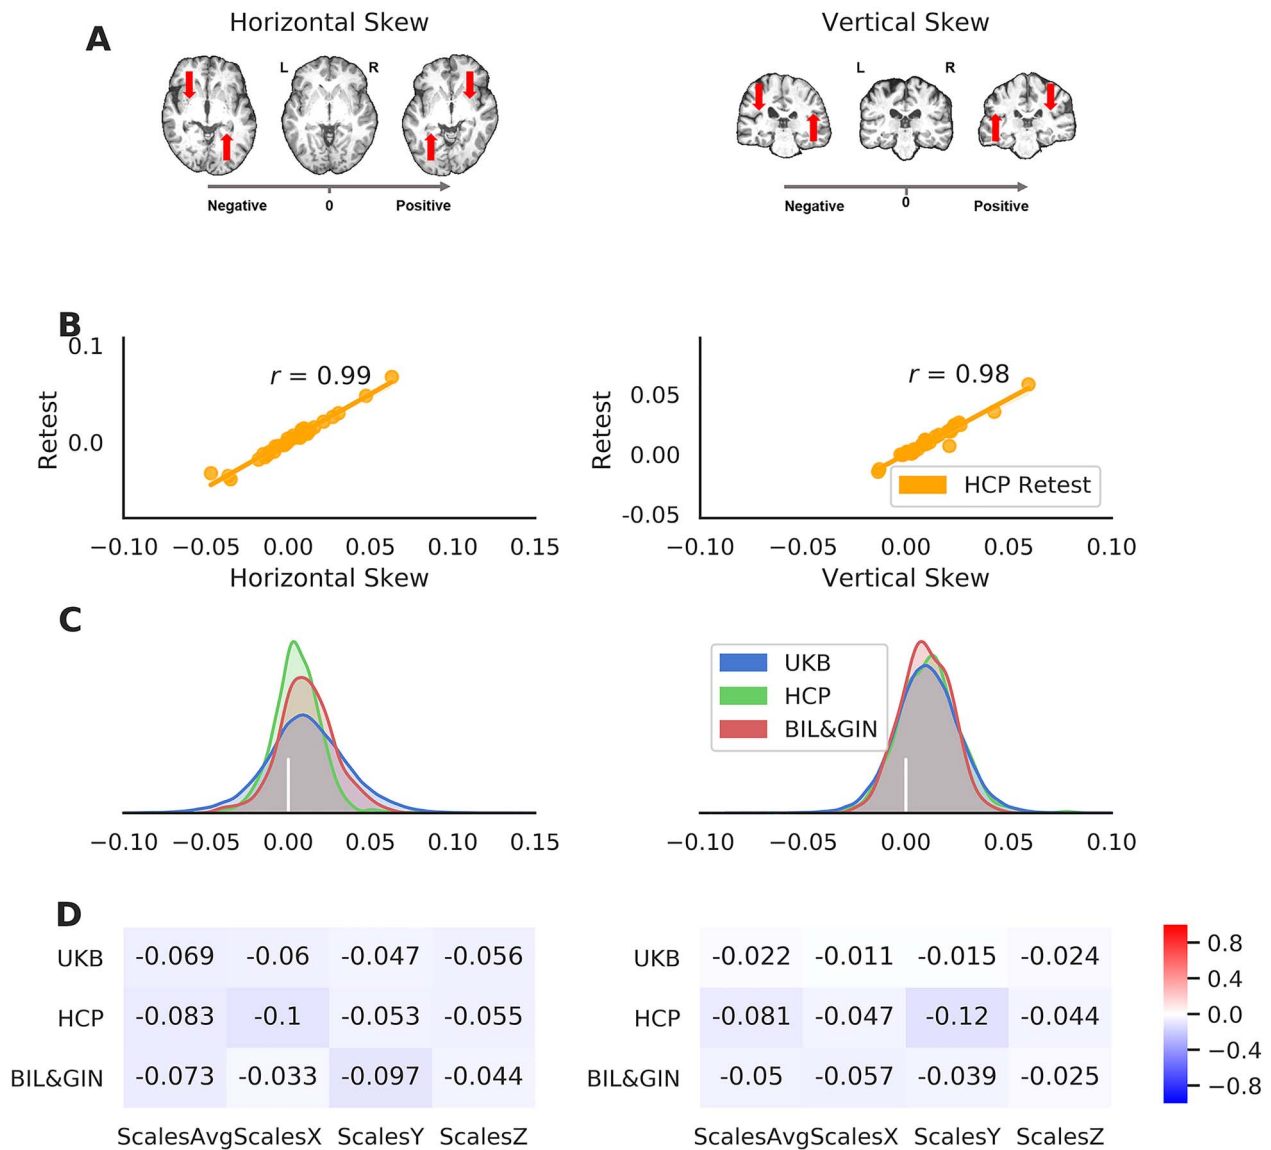 A
Horizontal Skew
Vertical Skew
L R
L R
Negative 0 Positive
Negative 0 Positive
B
0.1
0.0
Retest
r = 0.99
−0.10 −0.05 0.00 0.05 0.10 0.15
Horizontal Skew
0.05
0.00
-0.05
Retest
r = 0.98
HCP Retest
−0.10 −0.05 0.00 0.05 0.10
Vertical Skew
C
−0.10 −0.05 0.00 0.05 0.10 0.15
UKB
HCP
BIL&GIN
−0.10 −0.05 0.00 0.05 0.10
D
UKB -0.069 -0.06 -0.047 -0.056
HCP -0.083 -0.1 -0.053 -0.055
BIL&GIN -0.073 -0.033 -0.097 -0.044
ScalesAvg ScalesX ScalesY ScalesZ
UKB -0.022 -0.011 -0.015 -0.024
HCP -0.081 -0.047 -0.12 -0.044
BIL&GIN -0.05 -0.057 -0.039 -0.025
ScalesAvg ScalesX ScalesY ScalesZ
0.8
0.4
0.0
−0.4
−0.8